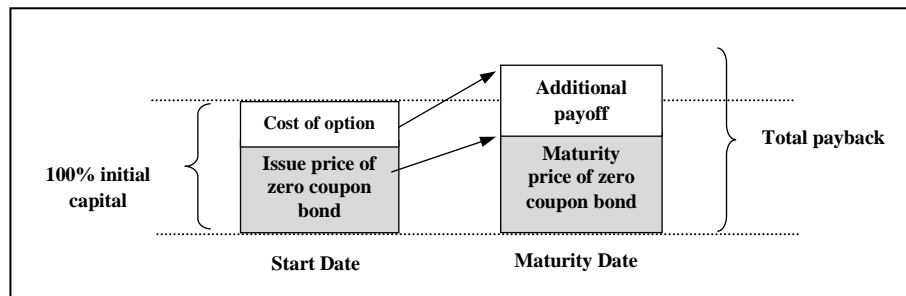 100% initial
capital
Cost of option
Issue price of
zero coupon
bond
Start Date
Additional
payoff
Maturity
price of zero
coupon bond
Maturity Date
Total payback